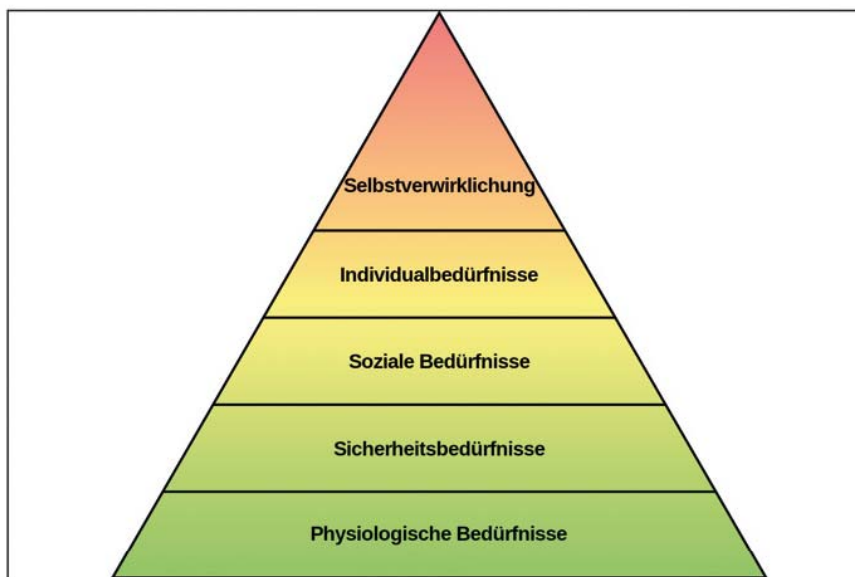 Selbstverwirklichung
Individualbedürfnisse
Soziale Bedürfnisse
Sicherheitsbedürfnisse
Physiologische Bedürfnisse